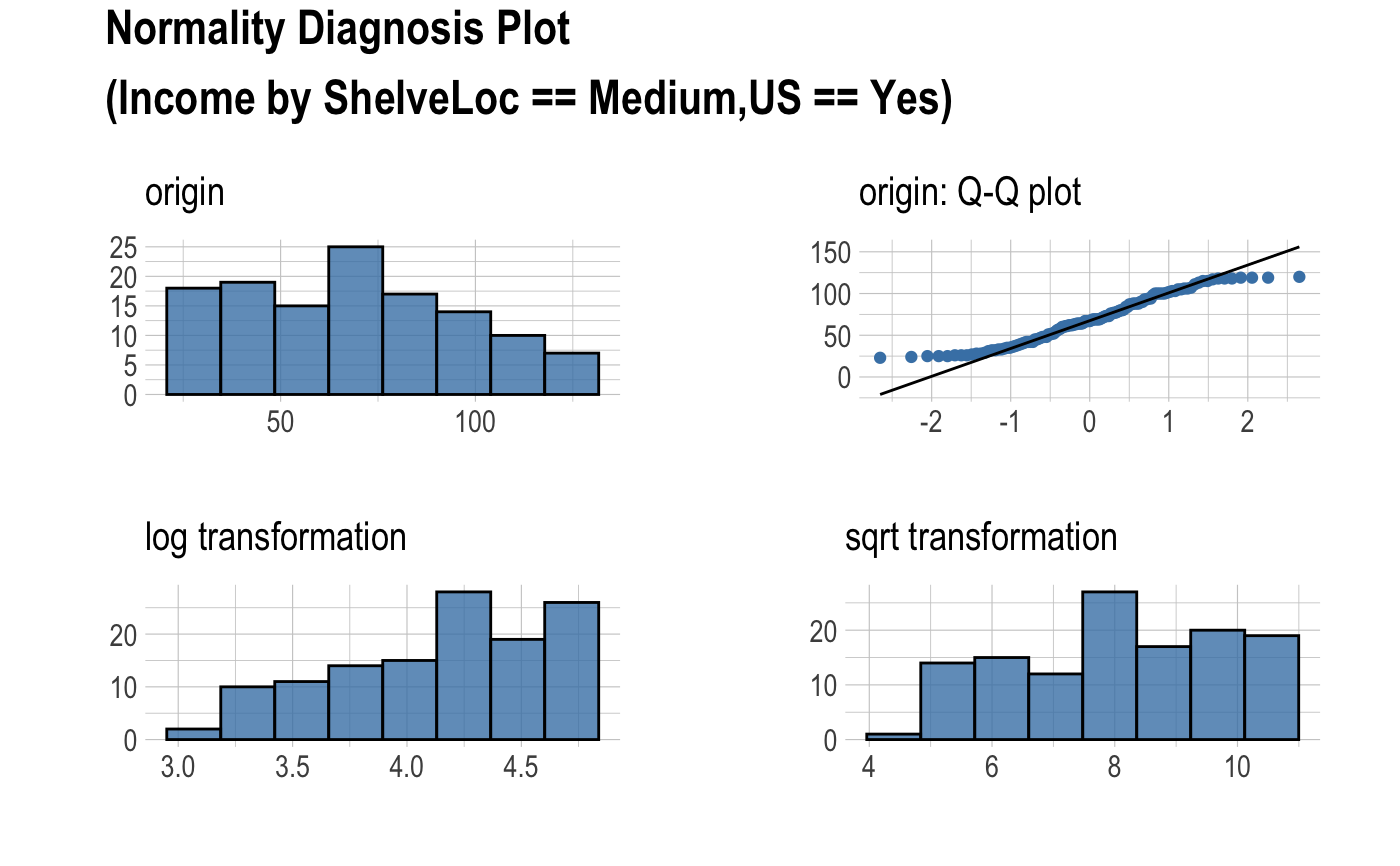 Normality Diagnosis Plot
(Income by ShelveLoc == Medium,US == Yes)
origin
25
20
15
10
5
0
50 100
origin: Q-Q plot
150
100
50
0
-2 -1 0 1 2
log transformation
20
10
0
3.0 3.5 4.0 4.5
sqrt transformation
20
10
0
4 6 8 10